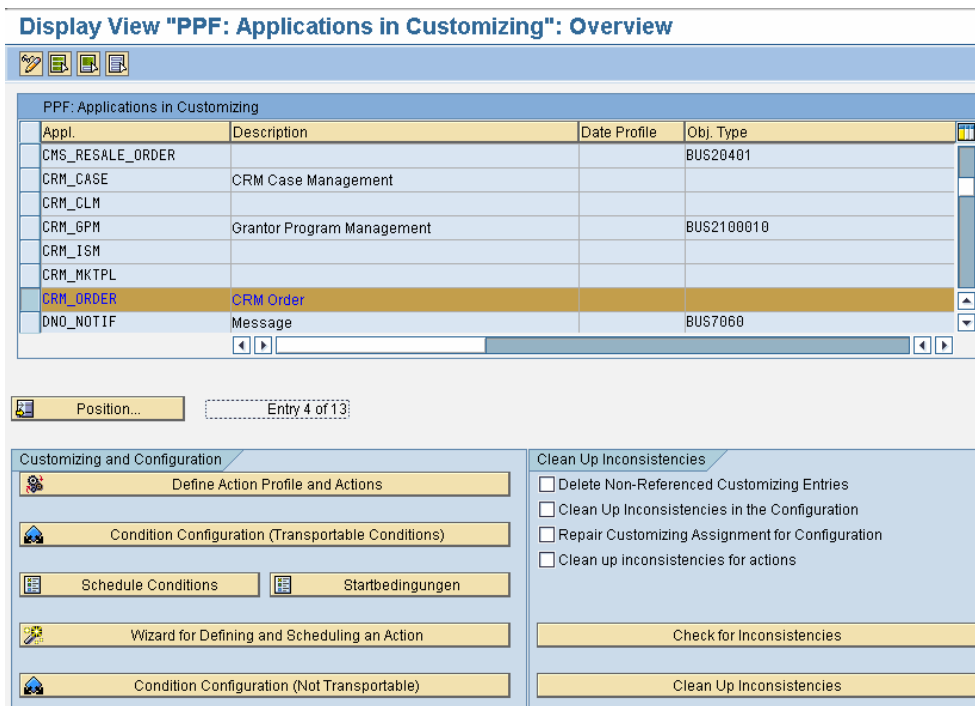 Display View "PPF: Applications in Customizing": Overview
PPF: Applications in Customizing
Appl. Description Date Profile Obj. Type
CMS_RESALE_ORDER BUS20401
CRM_CASE CRM Case Management
CRM_CLM
CRM_GPM Grantor Program Management BUS2100010
CRM_ISM
CRM_MKTPL
CRM_ORDER CRM Order
DNO_NOTIF Message BUS7060
Position... Entry 4 of 13
Customizing and Configuration
Define Action Profile and Actions
Condition Configuration (Transportable Conditions)
Schedule Conditions Startbedingungen
Wizard for Defining and Scheduling an Action
Condition Configuration (Not Transportable)
Clean Up Inconsistencies
Delete Non-Referenced Customizing Entries
Clean Up Inconsistencies in the Configuration
Repair Customizing Assignment for Configuration
Clean up inconsistencies for actions
Check for Inconsistencies
Clean Up Inconsistencies